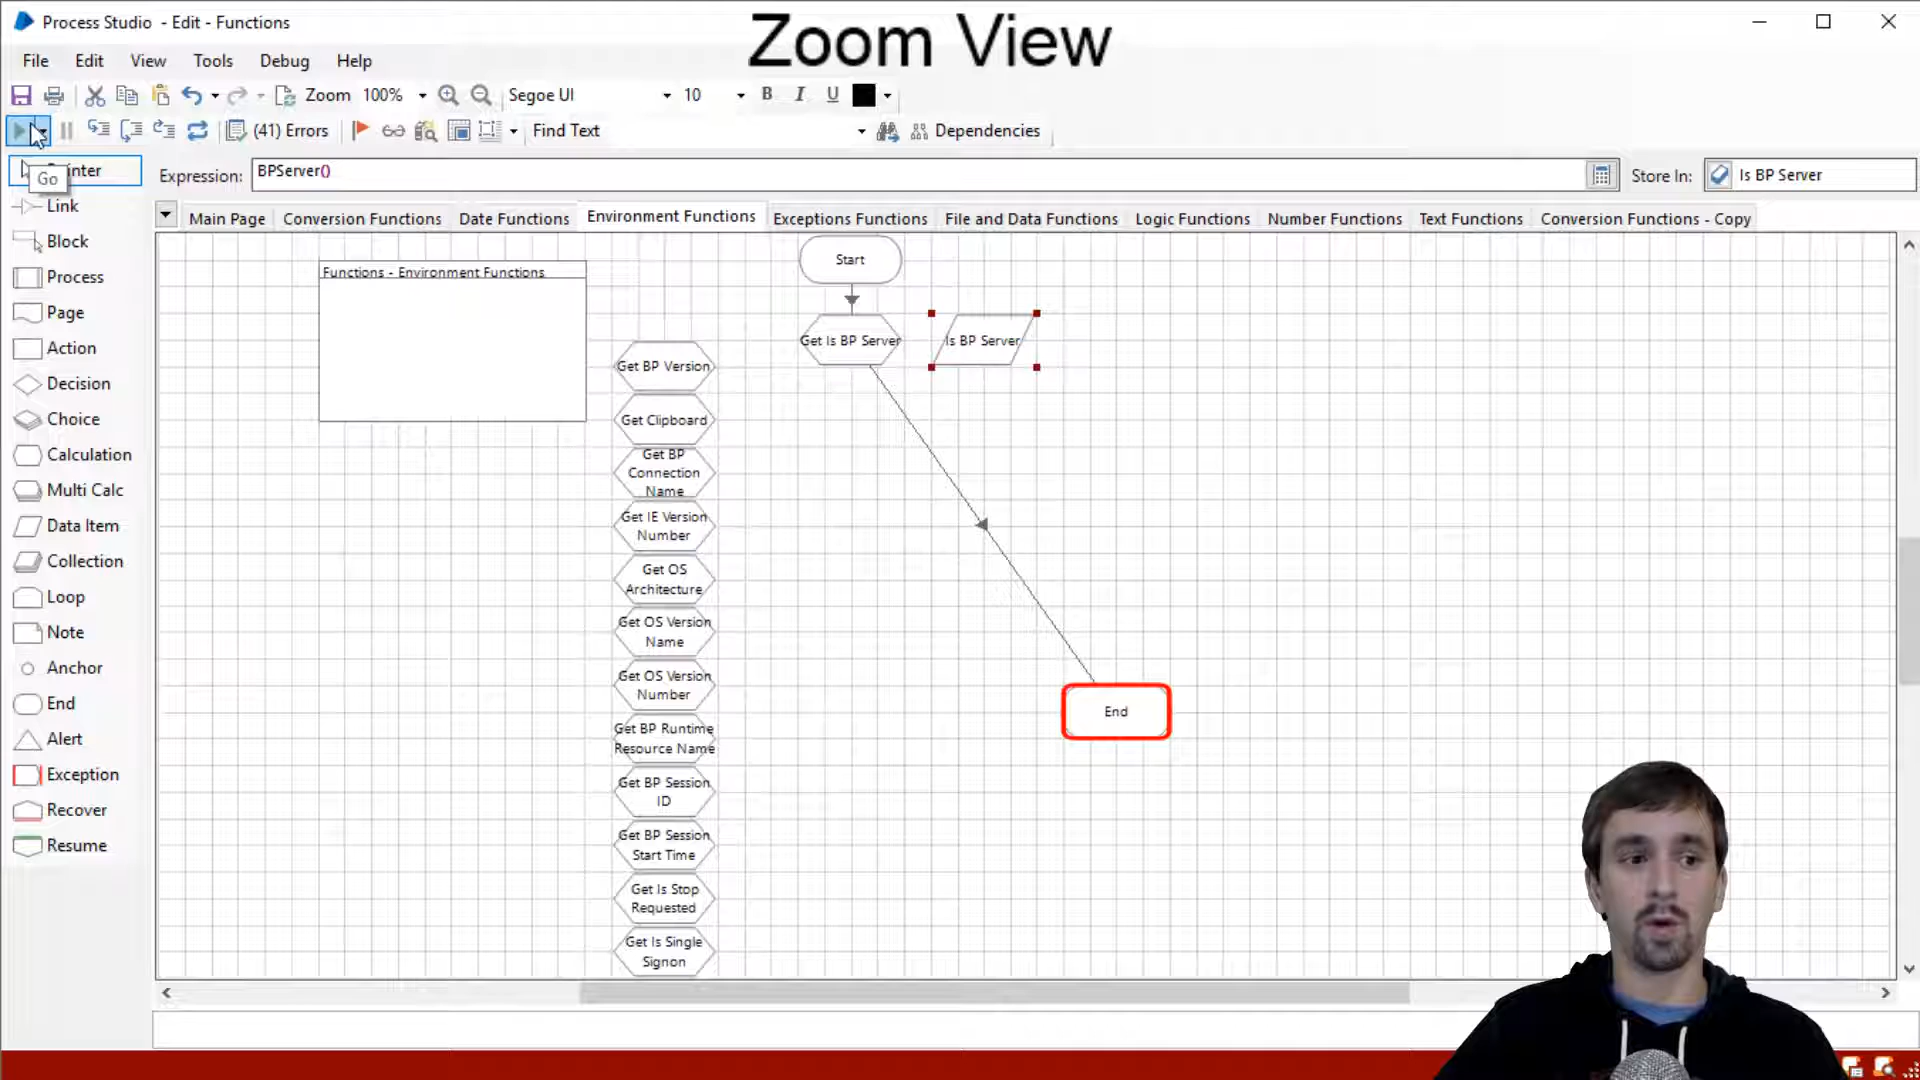 Process Studio - Edit - Functions
Zoom View
File Edit View Tools Debug Help
Zoom 100% Segoe UI 10 B I U
(41) Errors Find Text Dependencies
Expression: BPServer() Store In: Is BP Server
Main Page Conversion Functions Date Functions Environment Functions Exceptions Functions File and Data Functions Logic Functions Number Functions Text Functions Conversion Functions - Copy
Go
Link
Block
Process
Page
Action
Decision
Choice
Calculation
Multi Calc
Data Item
Collection
Loop
Note
Anchor
End
Alert
Exception
Recover
Resume
Functions - Environment Functions
Start
Get Is BP Server
Is BP Server
Get BP Version
Get Clipboard
Get BP
Connection
Name
Get IE Version
Number
Get OS
Architecture
Get OS Version
Name
Get OS Version
Number
Get BP Runtime
Resource Name
Get BP Session
ID
Get BP Session
Start Time
Get Is Stop
Requested
Get Is Single
Signon
End